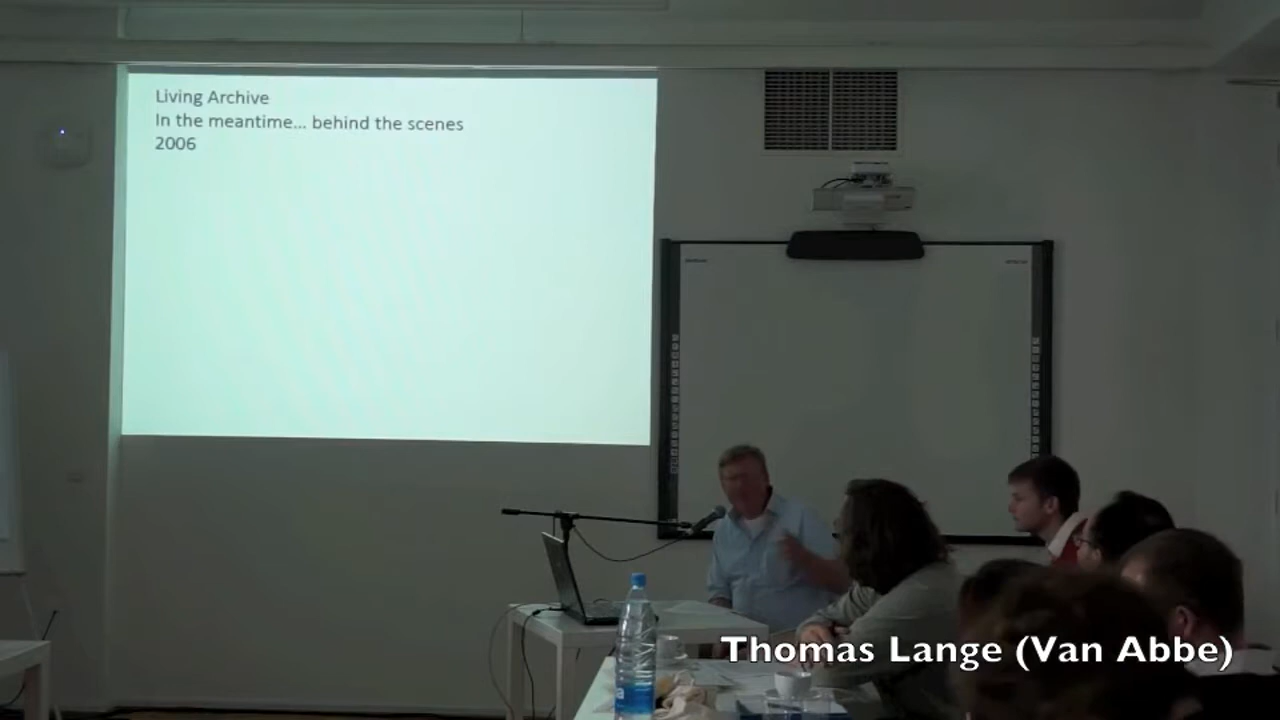 Living Archive
In the meantime... behind the scenes
2006
Thomas Lange (Van Abbe)